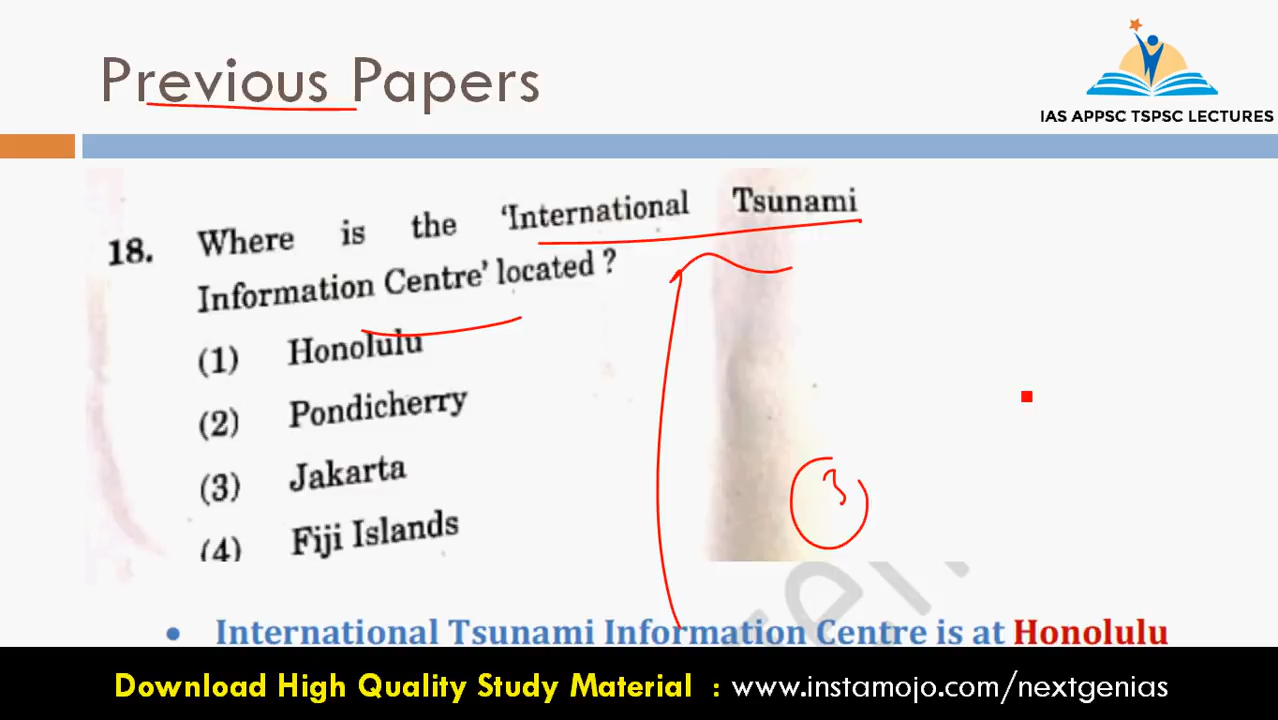 Previous Papers
IAS APPSC TSPSC LECTURES
18. Where is the ‘International Tsunami
Information Centre’ located ?
(1) Honolulu
(2) Pondicherry
(3) Jakarta
(4) Fiji Islands
3
• International Tsunami Information Centre is at Honolulu
Download High Quality Study Material : www.instamojo.com/nextgenias